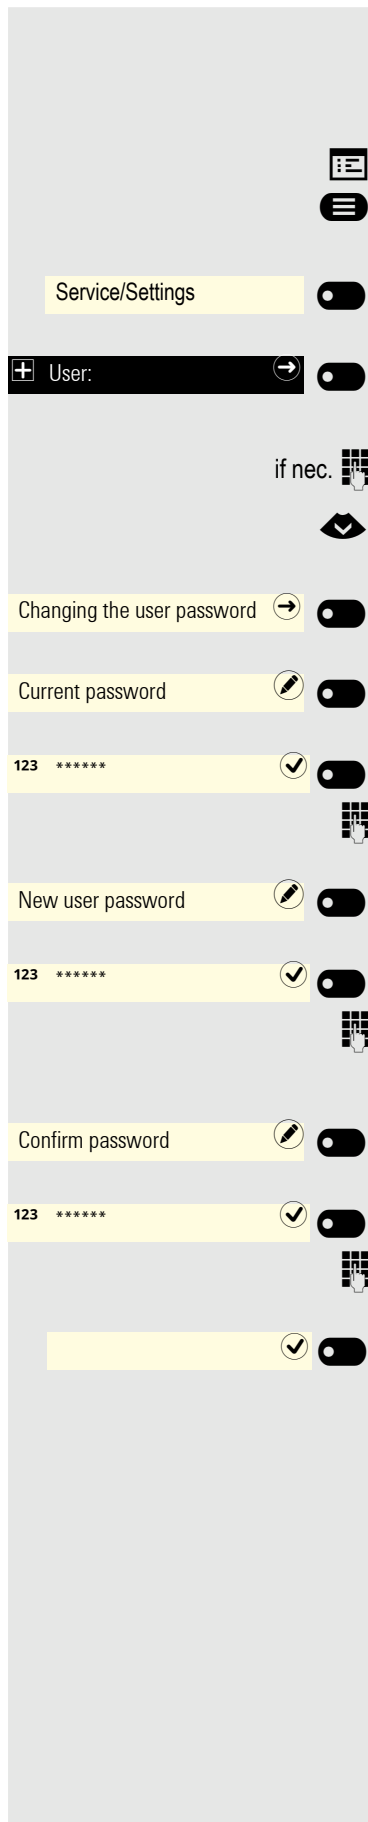 Service/Settings
User:
if nec.
Changing the user password
Current password
123 ******
New user password
123 ******
Confirm password
123 ******